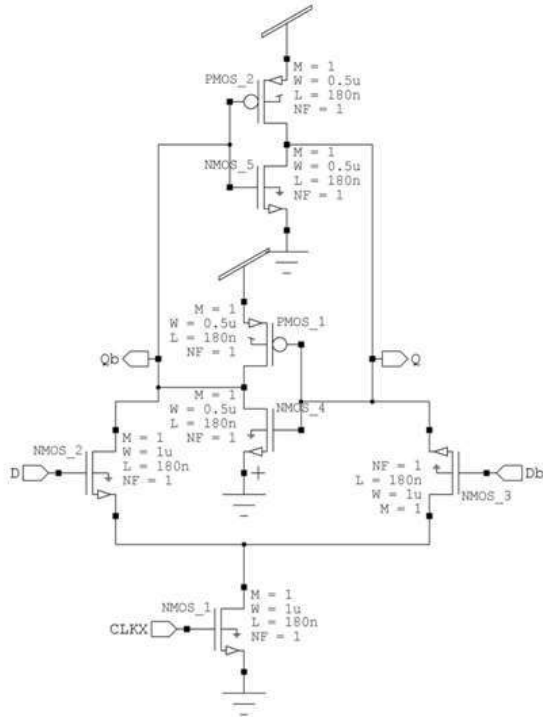 M = 1
PMOS_2
W = 0.5u
L = 180n
NF = 1
M = 1
NMOS_5
W = 0.5u
L = 180n
NF = 1
M = 1
PMOS_1
W = 0.5u
L = 180n
NF = 1
Qb
Q
M = 1
NMOS_4
W = 0.5u
L = 180n
NF = 1
NMOS_2
M = 1
W = 1u
L = 180n
NF = 1
D
NF = 1
L = 180n
W = 1u
M = 1
Db
NMOS_3
M = 1
NMOS_1
W = 1u
L = 180n
NF = 1
CLKX